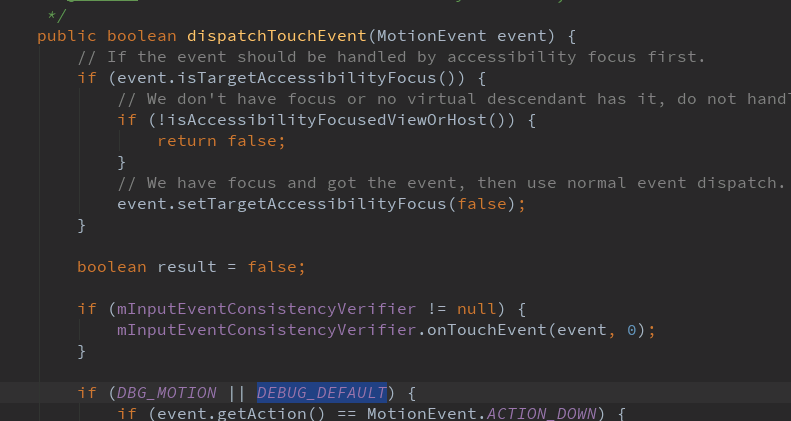 */
public boolean dispatchTouchEvent(MotionEvent event) {
// If the event should be handled by accessibility focus first.
if (event.isTargetAccessibilityFocus()) {
// We don't have focus or no virtual descendant has it, do not handl
if (!isAccessibilityFocusedViewOrHost()) {
return false;
}
// We have focus and got the event, then use normal event dispatch.
event.setTargetAccessibilityFocus(false);
}
boolean result = false;
if (mInputEventConsistencyVerifier != null) {
mInputEventConsistencyVerifier.onTouchEvent(event, 0);
}
if (DBG_MOTION || DEBUG_DEFAULT) {
if (event.getAction() == MotionEvent.ACTION_DOWN) {